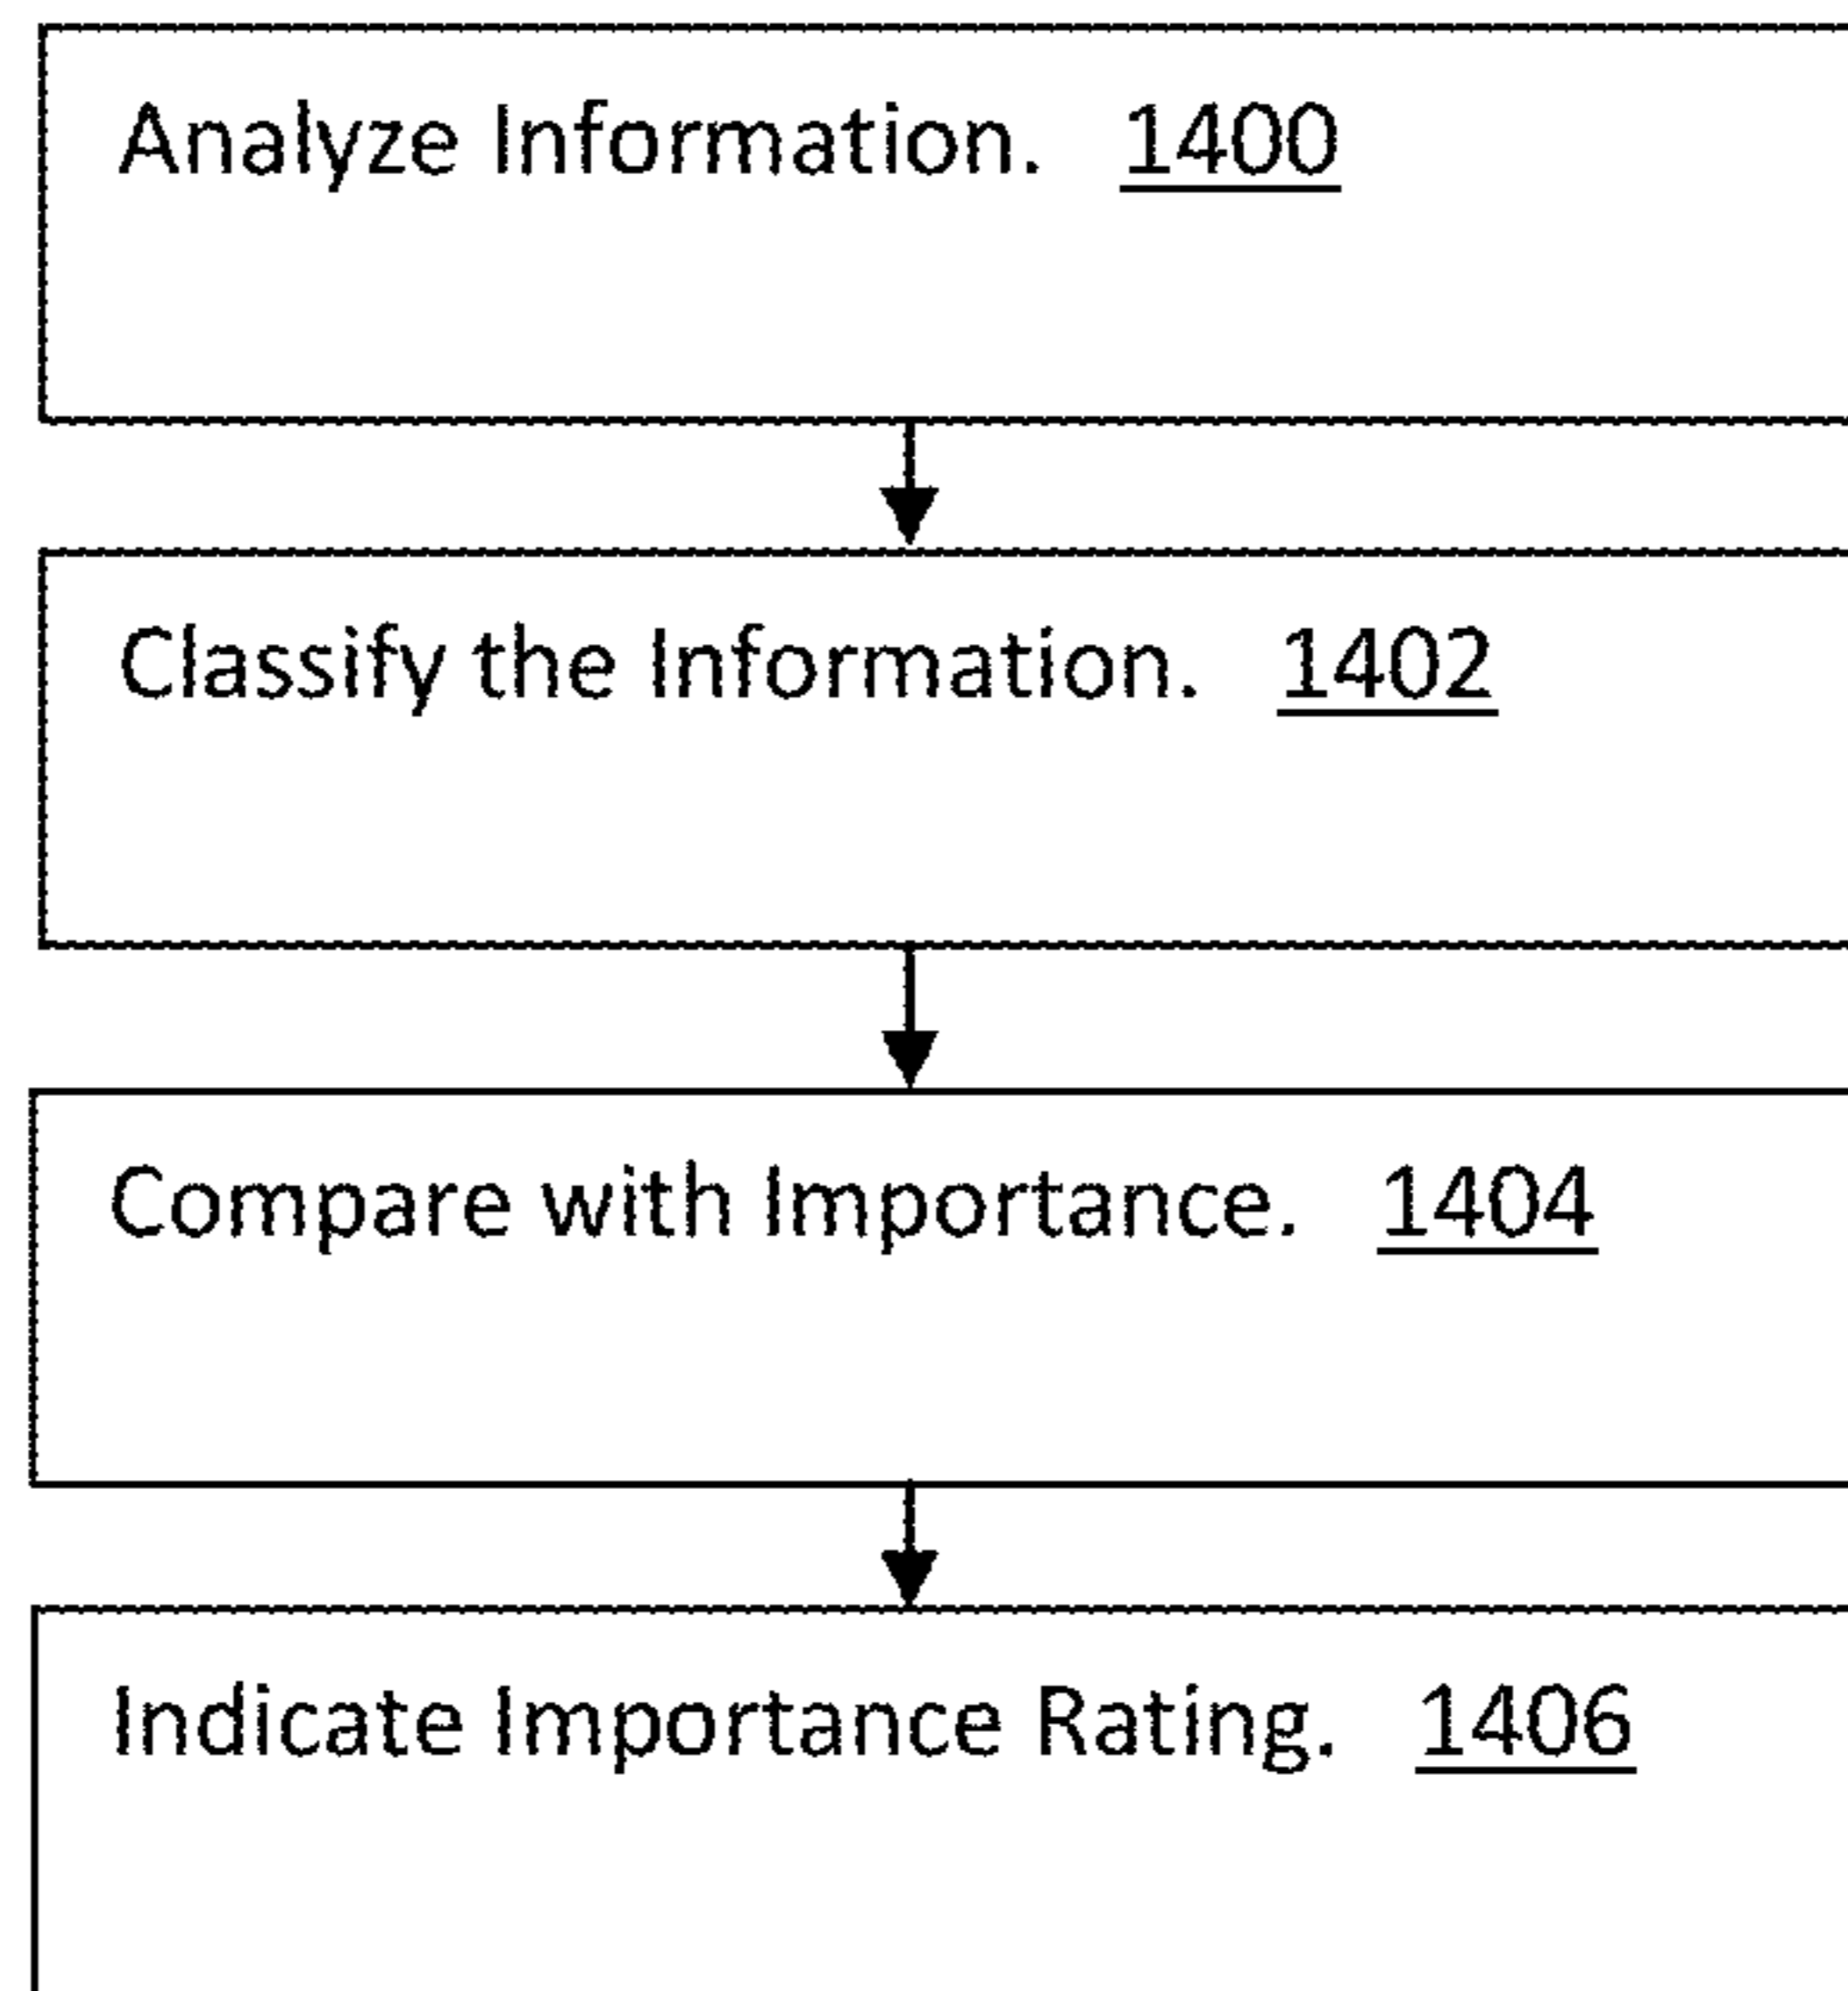 Analyze Information. 1400
Classify the Information. 1402
Compare with Importance. 1404
Indicate Importance Rating. 1406